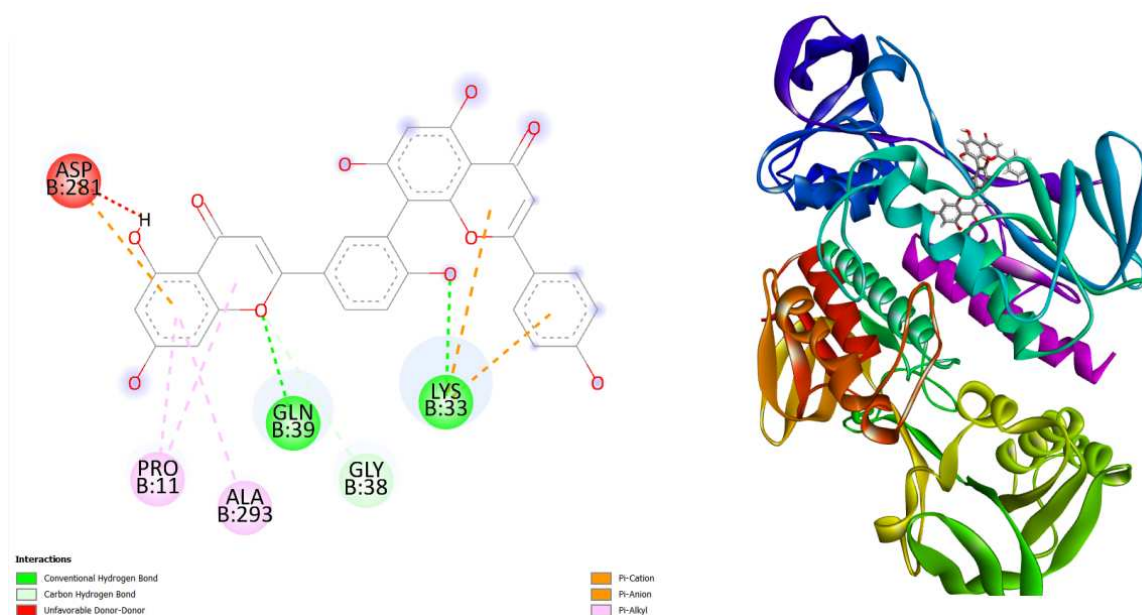 O
O
O
HO
ASP
B:281
H
O
O
O
O
O
GLN
B:39
LYS
B:33
O
O
PRO
B:11
ALA
B:293
GLY
B:38
Interactions
Conventional Hydrogen Bond
Carbon Hydrogen Bond
Unfavorable Donor-Donor
Pi-Cation
Pi-Anion
Pi-Alkyl